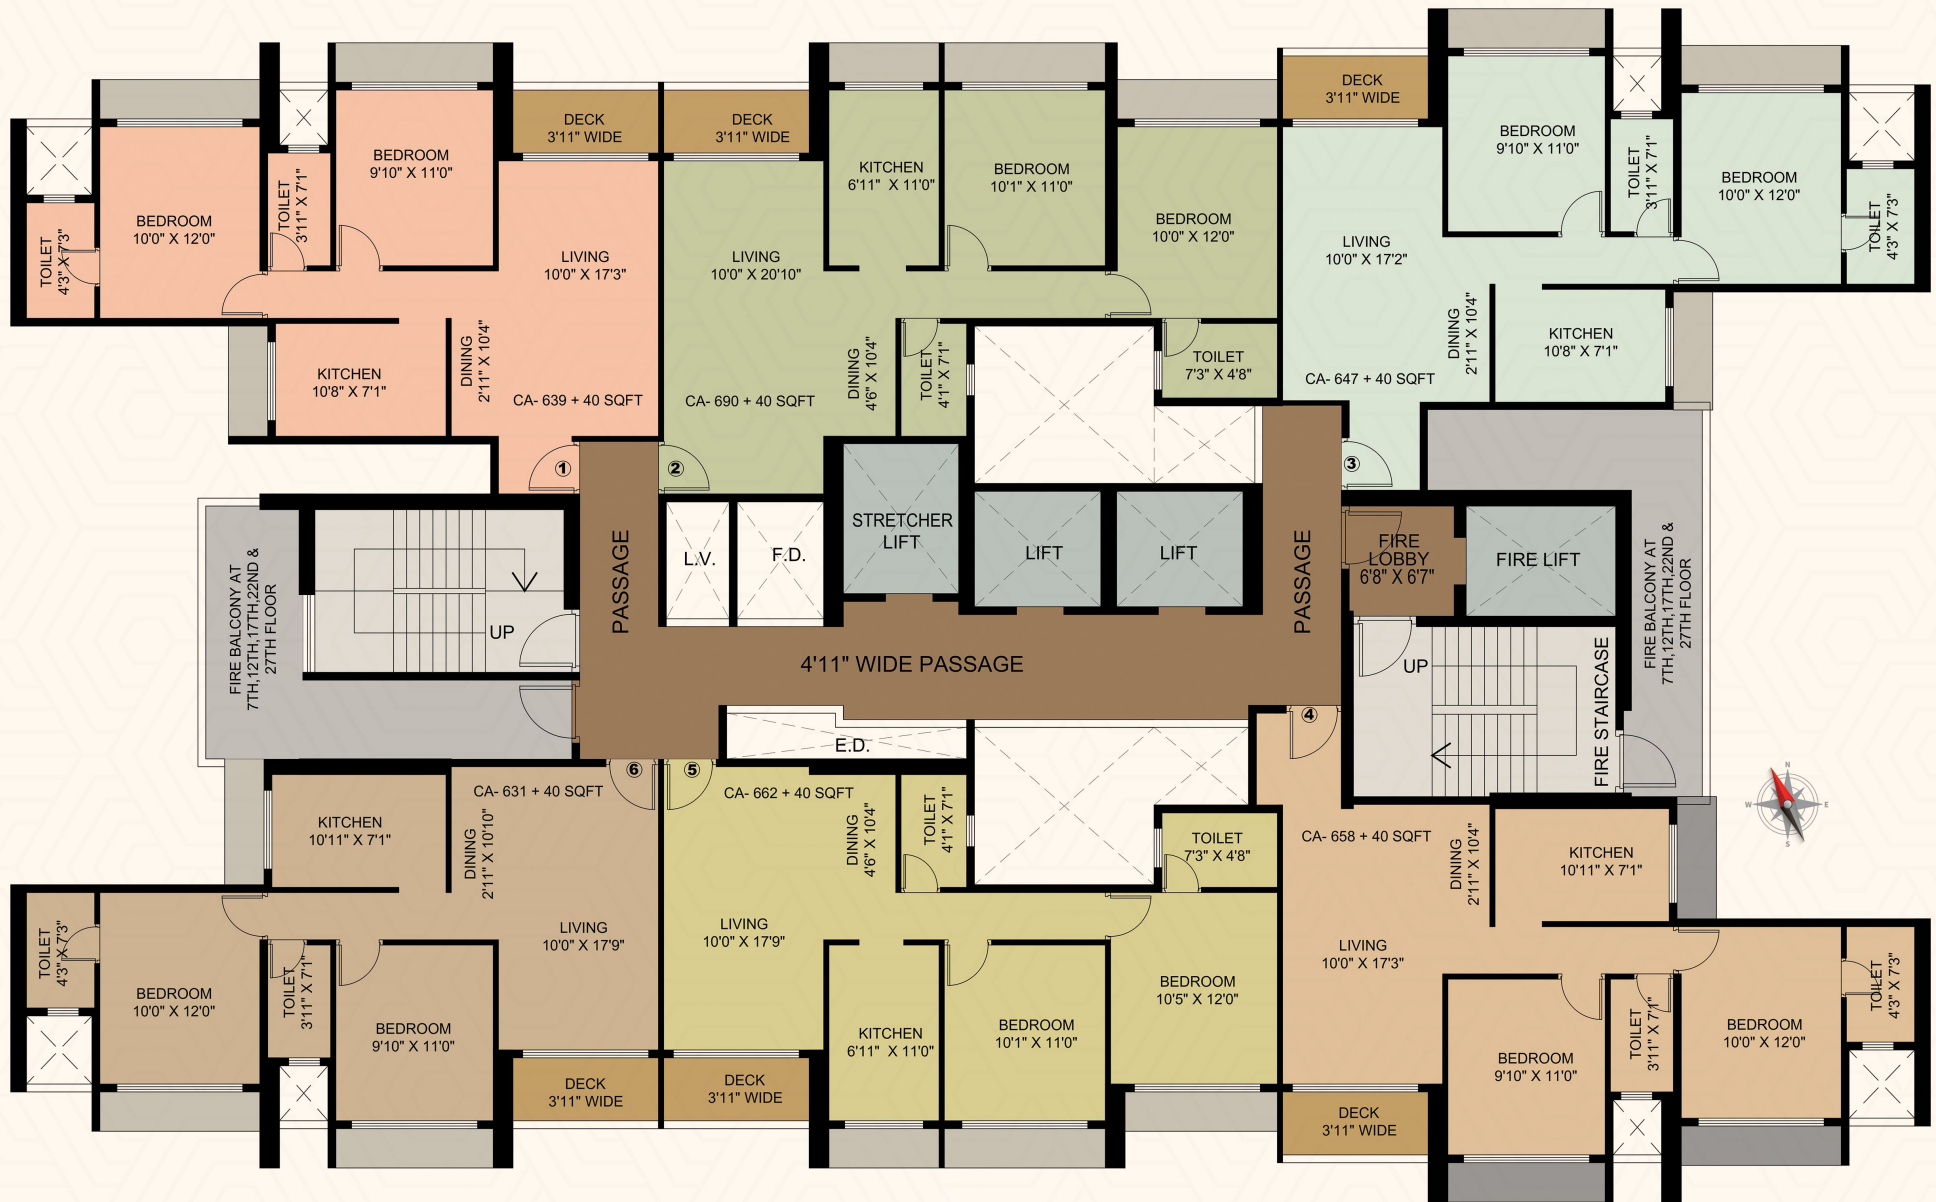 BEDROOM
10'0" X 12'0"
TOILET
4'3" X 7'3"
TOILET
3'11" X 7'1"
BEDROOM
9'10" X 11'0"
DECK
3'11" WIDE
LIVING
10'0" X 17'3"
KITCHEN
10'8" X 7'1"
DINING
2'11" X 10'4"
CA- 639 + 40 SQFT
1
DECK
3'11" WIDE
LIVING
10'0" X 20'10"
KITCHEN
6'11" X 11'0"
BEDROOM
10'1" X 11'0"
BEDROOM
10'0" X 12'0"
DINING
4'6" X 10'4"
TOILET
4'1" X 7'1"
TOILET
7'3" X 4'8"
CA- 690 + 40 SQFT
2
DECK
3'11" WIDE
LIVING
10'0" X 17'2"
BEDROOM
9'10" X 11'0"
TOILET
3'11" X 7'1"
BEDROOM
10'0" X 12'0"
TOILET
4'3" X 7'3"
DINING
2'11" X 10'4"
KITCHEN
10'8" X 7'1"
CA- 647 + 40 SQFT
3
FIRE BALCONY AT
7TH,12TH,17TH,22ND &
27TH FLOOR
UP
PASSAGE
L.V.
F.D.
STRETCHER
LIFT
LIFT
LIFT
PASSAGE
FIRE
LOBBY
6'8" X 6'7"
FIRE LIFT
FIRE BALCONY AT
7TH,12TH,17TH,22ND &
27TH FLOOR
4'11" WIDE PASSAGE
UP
FIRE STAIRCASE
E.D.
6
CA- 631 + 40 SQFT
KITCHEN
10'11" X 7'1"
DINING
2'11" X 10'10"
LIVING
10'0" X 17'9"
TOILET
4'3" X 7'3"
BEDROOM
10'0" X 12'0"
TOILET
3'11" X 7'1"
BEDROOM
9'10" X 11'0"
DECK
3'11" WIDE
5
CA- 662 + 40 SQFT
DINING
4'6" X 10'4"
TOILET
4'1" X 7'1"
TOILET
7'3" X 4'8"
LIVING
10'0" X 17'9"
KITCHEN
6'11" X 11'0"
BEDROOM
10'1" X 11'0"
BEDROOM
10'5" X 12'0"
DECK
3'11" WIDE
4
CA- 658 + 40 SQFT
DINING
2'11" X 10'4"
KITCHEN
10'11" X 7'1"
LIVING
10'0" X 17'3"
BEDROOM
9'10" X 11'0"
TOILET
3'11" X 7'1"
BEDROOM
10'0" X 12'0"
TOILET
4'3" X 7'3"
DECK
3'11" WIDE
N
W
E
S